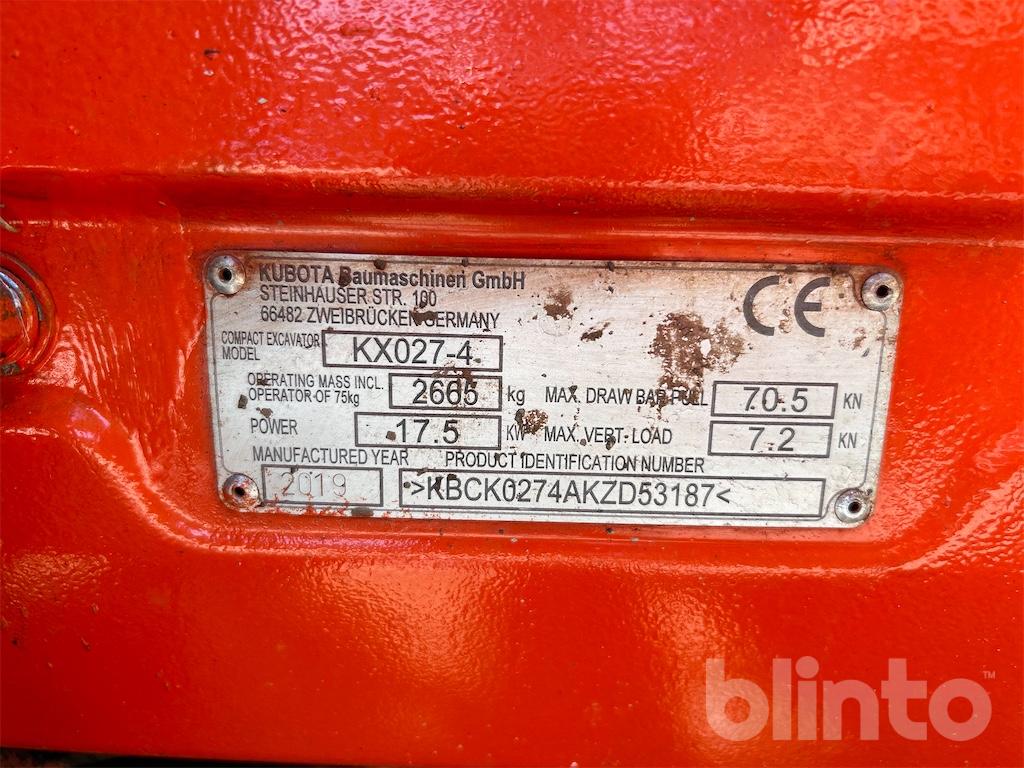 KUBOTA Baumaschinen GmbH
STEINHAUSER STR. 100
66482 ZWEIBRÜCKEN GERMANY
CE
COMPACT EXCAVATOR
MODEL
KX027-4
OPERATING MASS INCL.
OPERATOR OF 75kg
2665 kg
MAX. DRAW BAR PULL 70.5 KN
POWER 17.5 KW
MAX. VERT. LOAD 7.2 KN
MANUFACTURED YEAR PRODUCT IDENTIFICATION NUMBER
2019 >KBCK0274AKZD53187<
blinto™